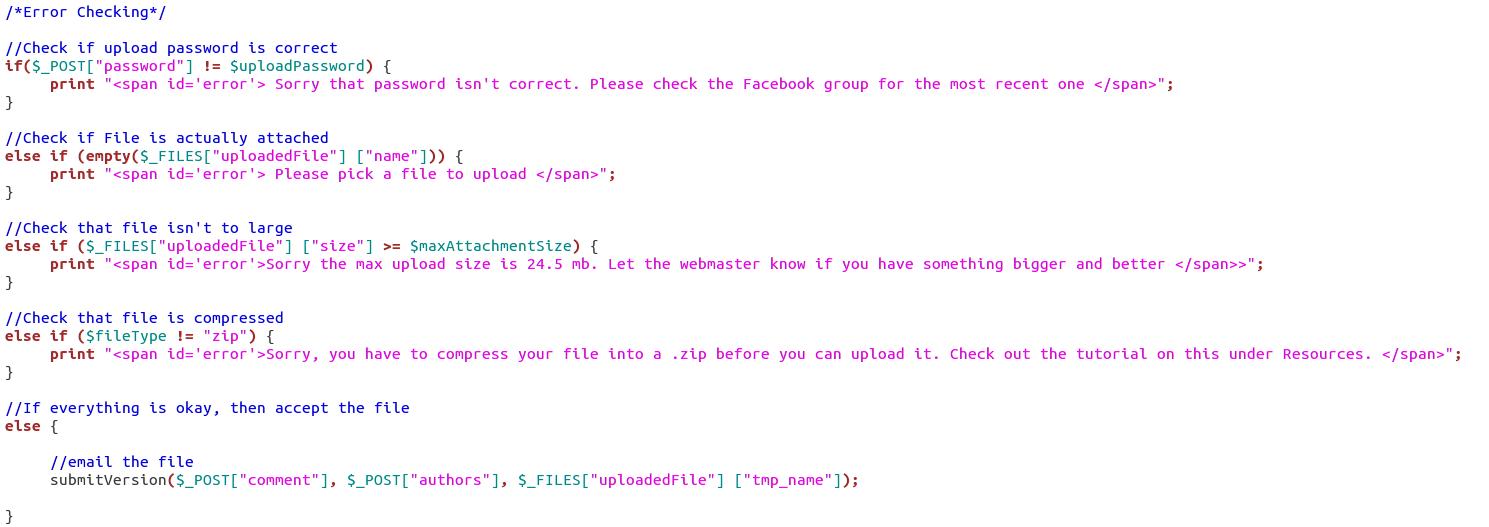 /*Error Checking*/
//Check if upload password is correct
if($_POST["password"] != $uploadPassword) {
     print "<span id='error'> Sorry that password isn't correct. Please check the Facebook group for the most recent one </span>";
}
//Check if File is actually attached
else if (empty($_FILES["uploadedFile"] ["name"])) {
     print "<span id='error'> Please pick a file to upload </span>";
}
//Check that file isn't to large
else if ($_FILES["uploadedFile"] ["size"] >= $maxAttachmentSize) {
     print "<span id='error'>Sorry the max upload size is 24.5 mb. Let the webmaster know if you have something bigger and better </span>>";
}
//Check that file is compressed
else if ($fileType != "zip") {
     print "<span id='error'>Sorry, you have to compress your file into a .zip before you can upload it. Check out the tutorial on this under Resources. </span>";
}
//If everything is okay, then accept the file
else {
     //email the file
     submitVersion($_POST["comment"], $_POST["authors"], $_FILES["uploadedFile"] ["tmp_name"]);
}